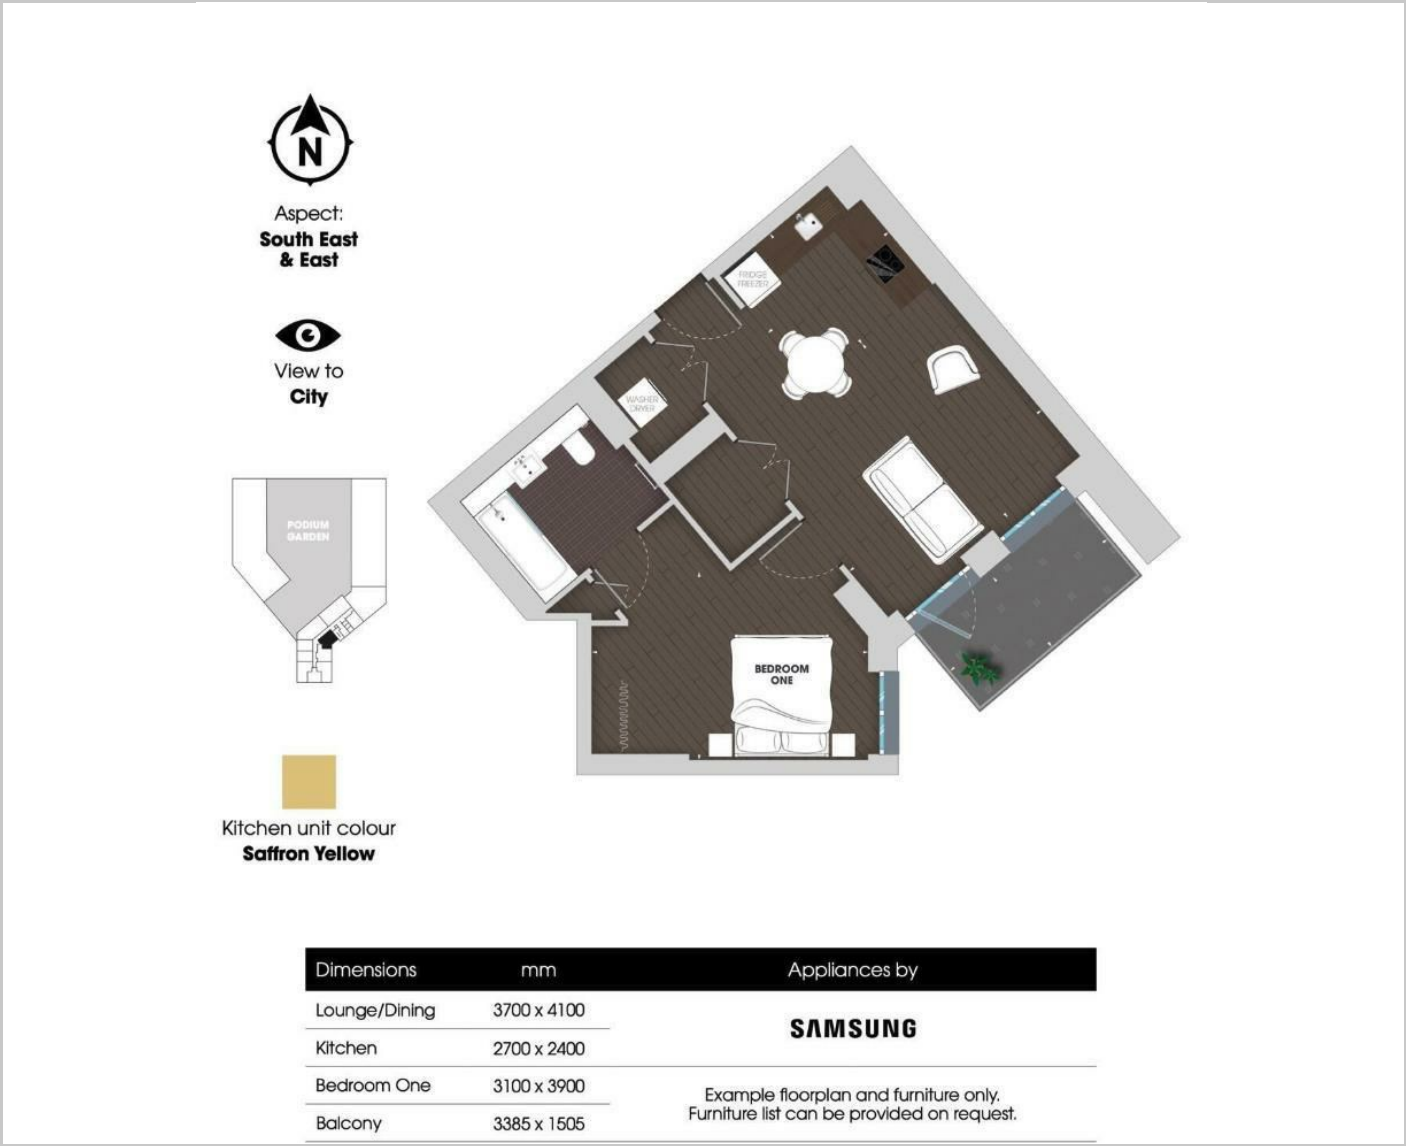 N
Aspect:
South East
& East
View to
City
PODIUM
GARDEN
Kitchen unit colour
Saffron Yellow
FRIDGE
FREEZER
WASHER
DRYER
BEDROOM
ONE
Dimensions mm Appliances by
Lounge/Dining 3700 x 4100
SAMSUNG
Kitchen 2700 x 2400
Bedroom One 3100 x 3900
Example floorplan and furniture only.
Furniture list can be provided on request.
Balcony 3385 x 1505